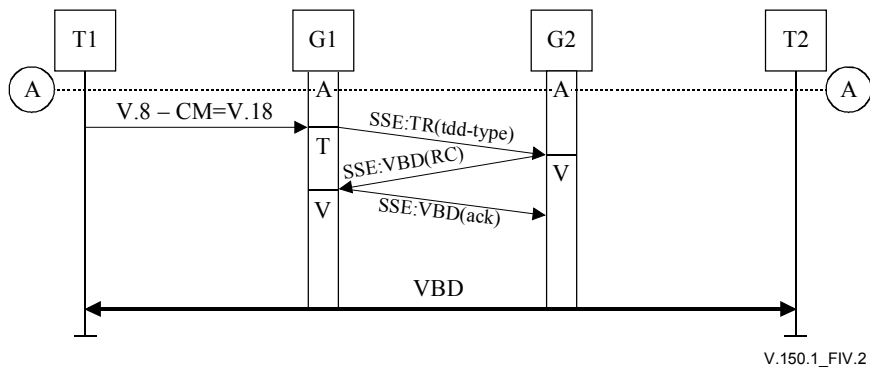 T1 G1 G2 T2
A A A A
V.8 – CM=V.18
SSE:TR(tdd-type)
T
SSE:VBD(RC)
V
V
SSE:VBD(ack)
VBD
V.150.1_FIV.2